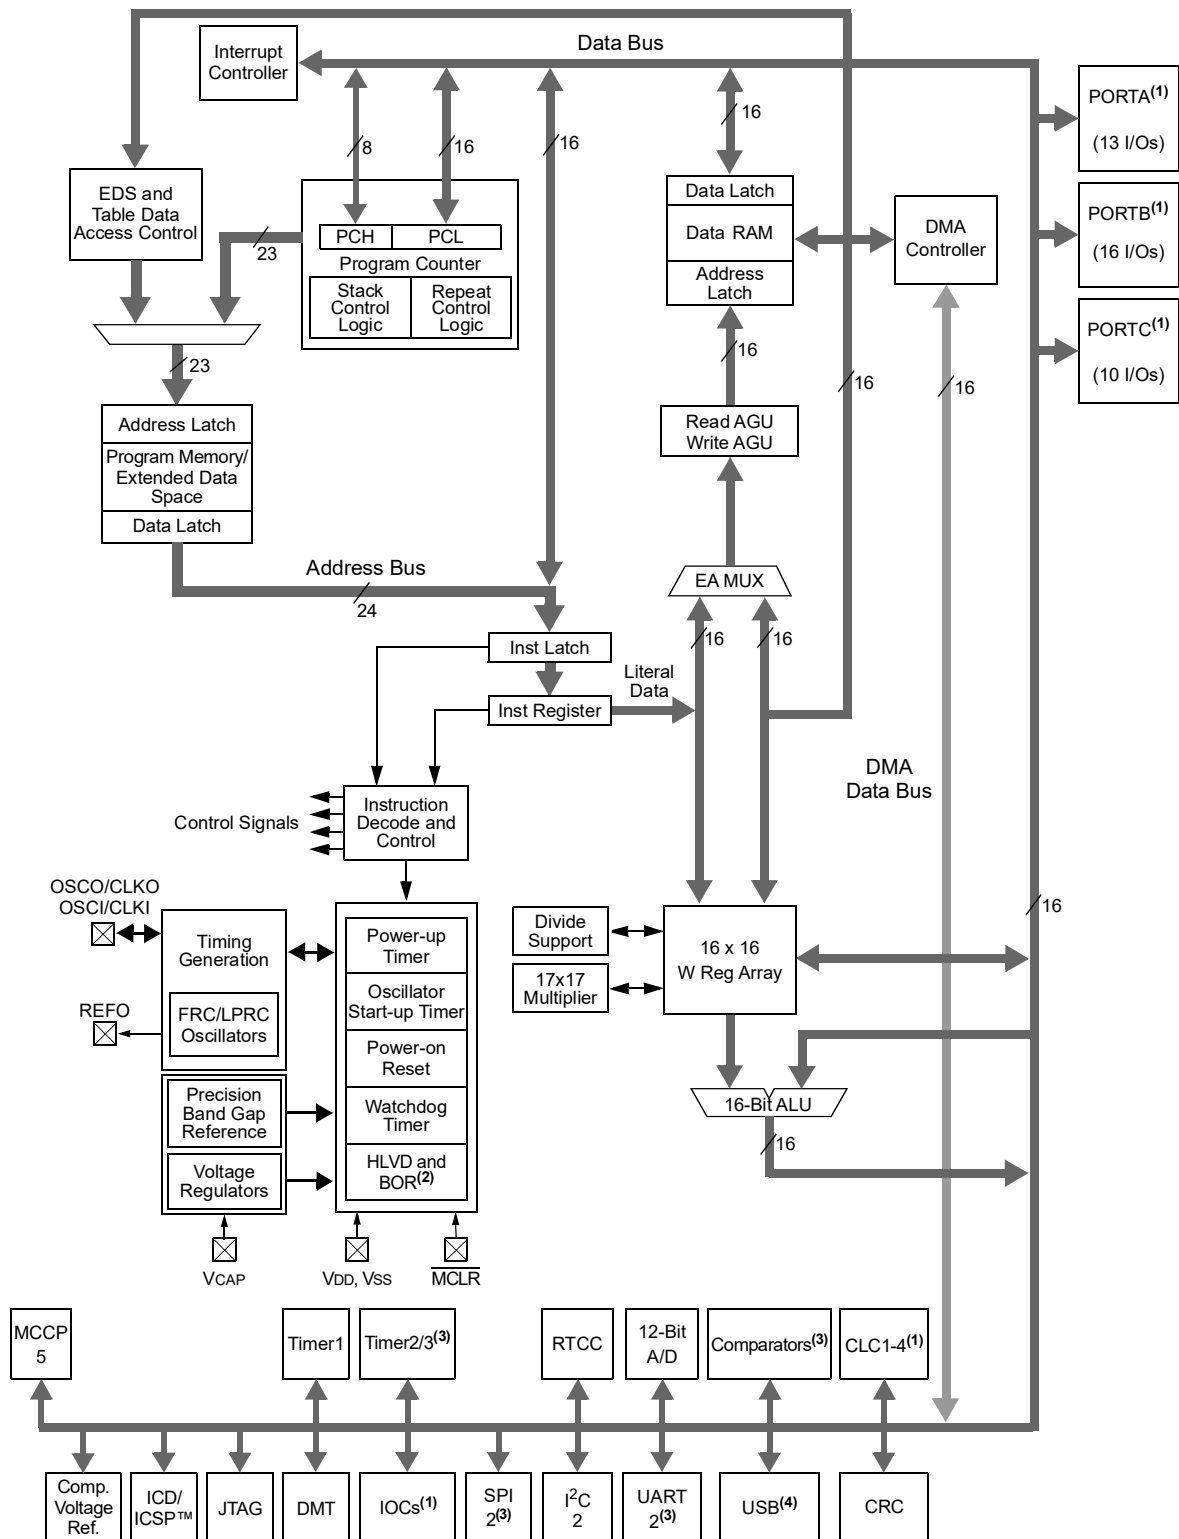 Data Bus
Interrupt
Controller
16
8
16
16
PORTA(1)
(13 I/Os)
EDS and
Table Data
Access Control
23
PCH
PCL
Program Counter
Stack
Control
Logic
Repeat
Control
Logic
Data Latch
Data RAM
Address
Latch
DMA
Controller
PORTB(1)
(16 I/Os)
PORTC(1)
(10 I/Os)
23
16
16
16
Address Latch
Program Memory/
Extended Data
Space
Data Latch
Read AGU
Write AGU
Address Bus
24
EA MUX
16
16
Inst Latch
Inst Register
Literal
Data
DMA
Data Bus
Control Signals
Instruction
Decode and
Control
OSCO/CLKO
OSCI/CLKI
Timing
Generation
REFO
FRC/LPRC
Oscillators
Power-up
Timer
Oscillator
Start-up Timer
Power-on
Reset
Watchdog
Timer
HLVD and
BOR(2)
Precision
Band Gap
Reference
Voltage
Regulators
Divide
Support
17x17
Multiplier
16 x 16
W Reg Array
16
16-Bit ALU
16
VCAP
VDD, VSS
MCLR
MCCP
5
Timer1
Timer2/3(3)
RTCC
12-Bit
A/D
Comparators(3)
CLC1-4(1)
Comp.
Voltage
Ref.
ICD/
ICSP™
JTAG
DMT
IOCs(1)
SPI
2(3)
I2C
2
UART
2(3)
USB(4)
CRC